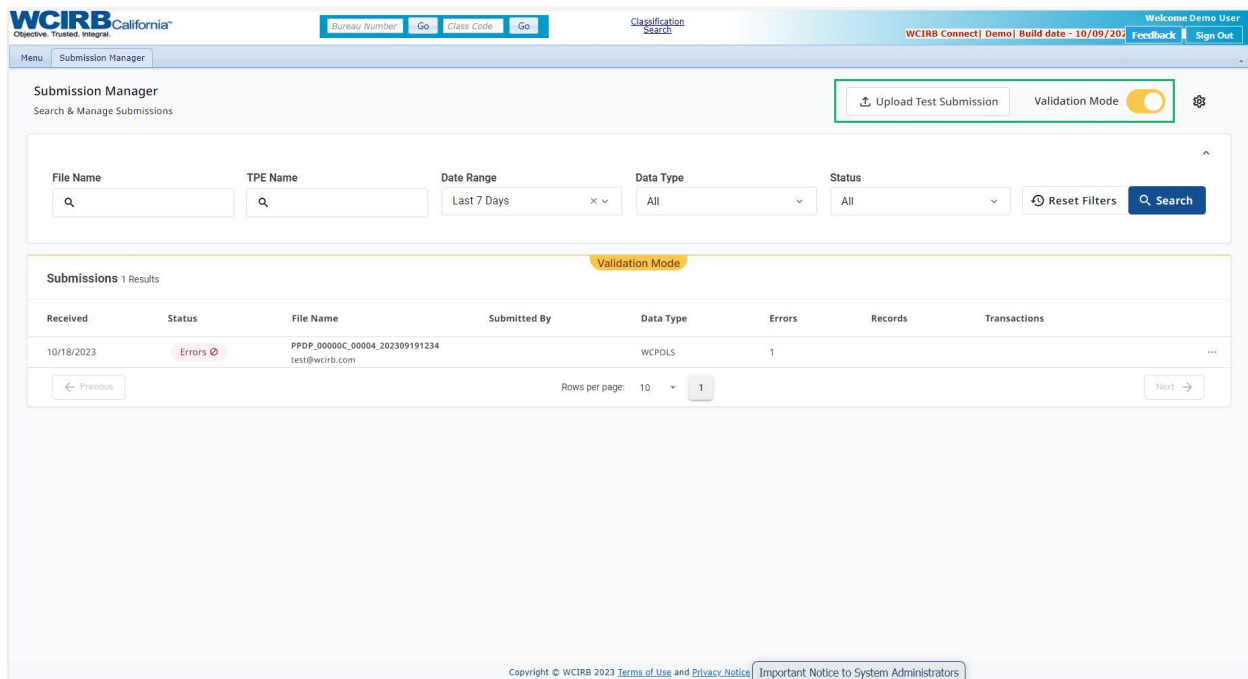 WCIRB California™
Objective. Trusted. Integral.
Bureau Number Go Class Code Go
Classification
Search
Welcome Demo User
WCIRB Connect| Demo| Build date - 10/09/202
Feedback Sign Out
Menu Submission Manager
Submission Manager
Search & Manage Submissions
Upload Test Submission Validation Mode
File Name TPE Name Date Range Data Type Status
Last 7 Days All All Reset Filters Search
Validation Mode
Submissions 1 Results
Received Status File Name Submitted By Data Type Errors Records Transactions
10/18/2023 Errors PPDP_00000C_00004_202309191234 WCPOLS 1 ...
test@wcirb.com
← Previous Rows per page: 10 1 Next →
Copyright © WCIRB 2023 Terms of Use and Privacy Notice Important Notice to System Administrators